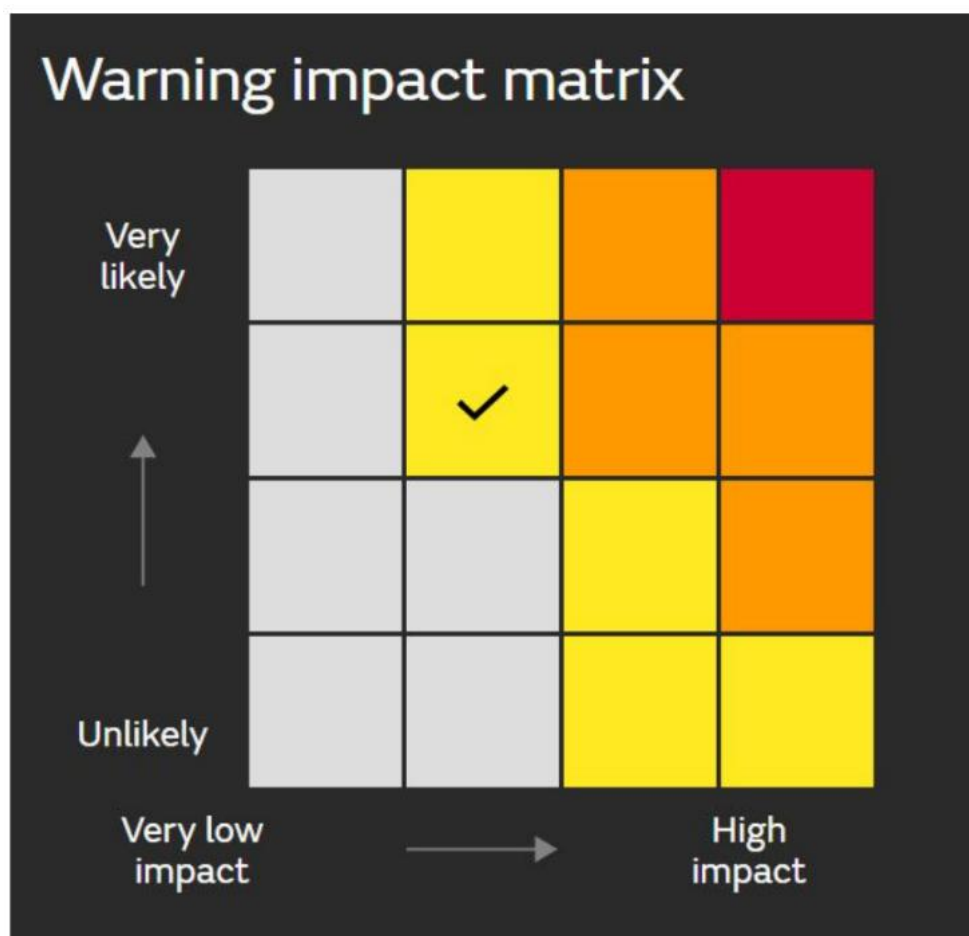 Warning impact matrix
Very
likely
Unlikely
Very low
impact
High
impact